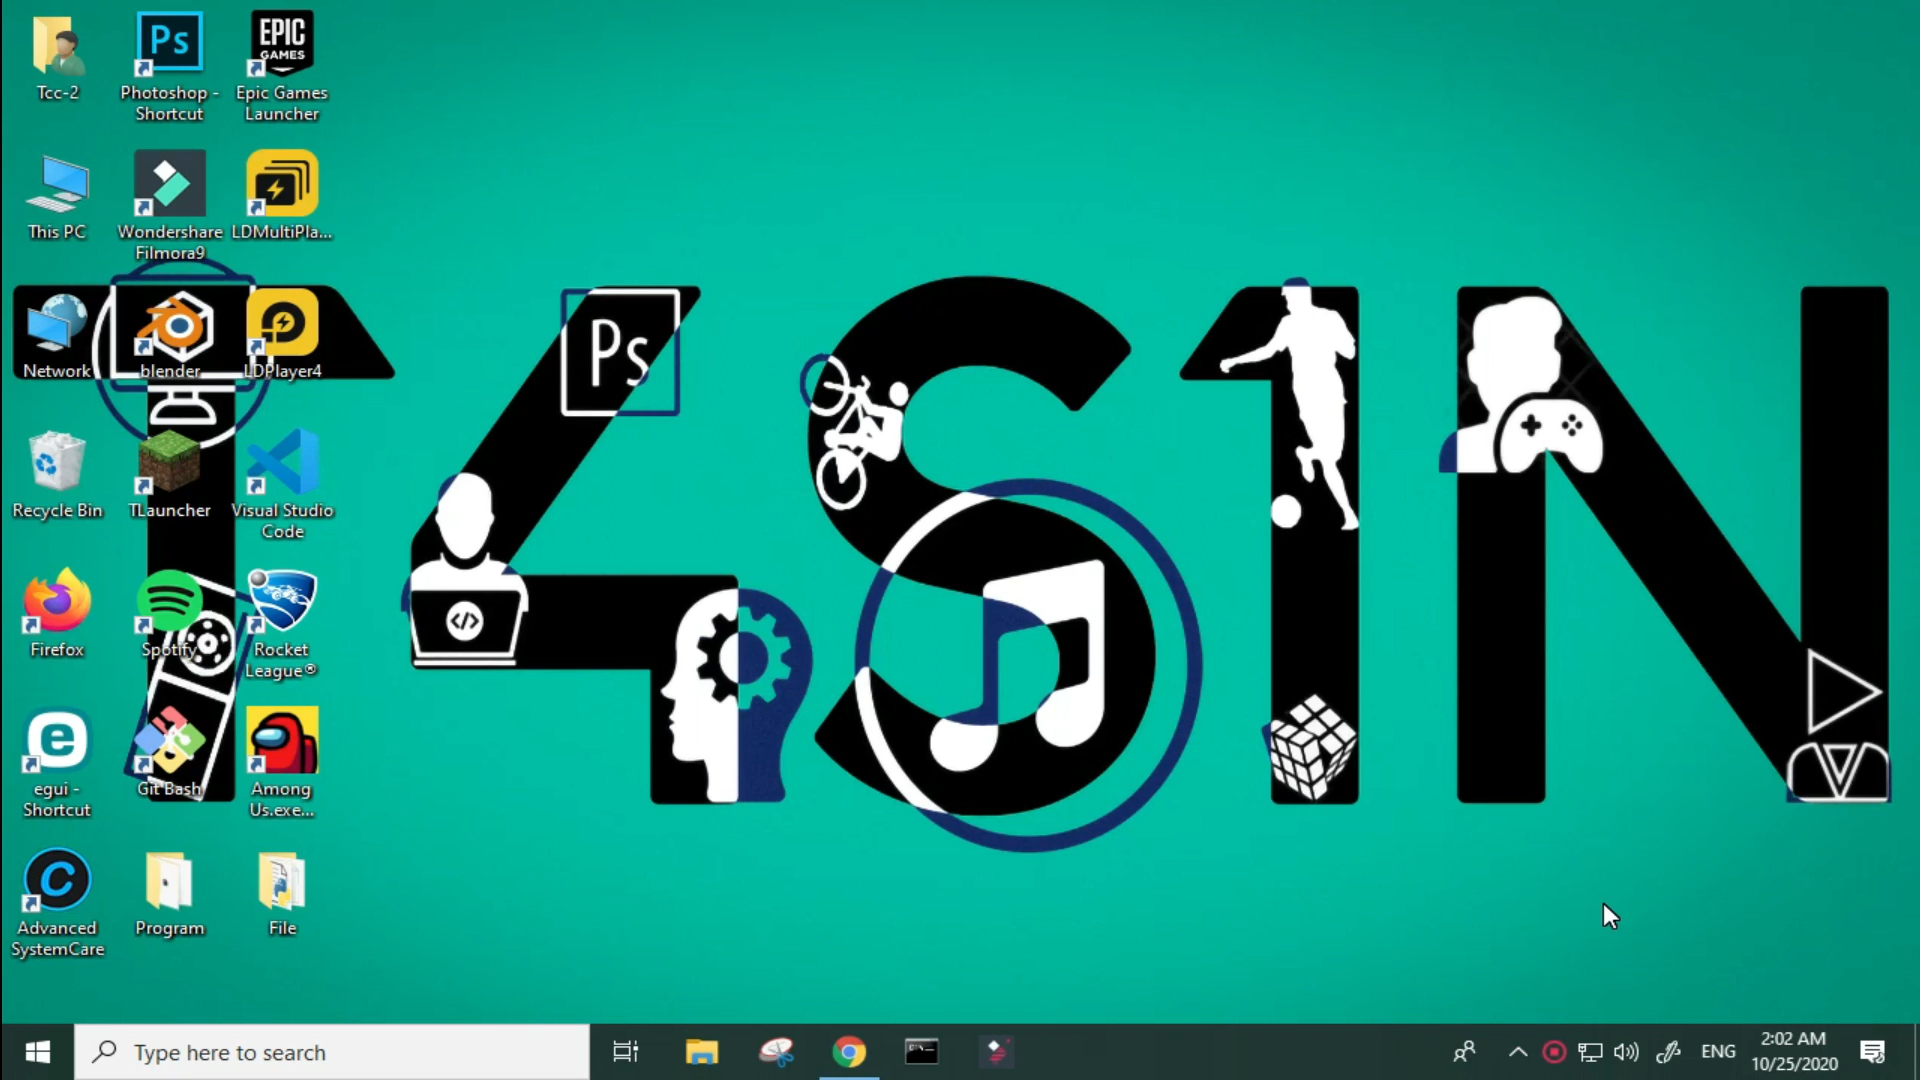 Tcc-2
Photoshop -
Shortcut
EPIC
GAMES
Epic Games
Launcher
Ps
This PC
Wondershare
Filmora9
LDMultiPla...
Network
blender
LDPlayer4
Ps
Recycle Bin
TLauncher
Visual Studio
Code
Firefox
Spotify
Rocket
League®
</>
e
egui -
Shortcut
Git Bash
Among
Us.exe...
C
Advanced
SystemCare
Program
File
T4S1N
Type here to search
ENG
2:02 AM
10/25/2020